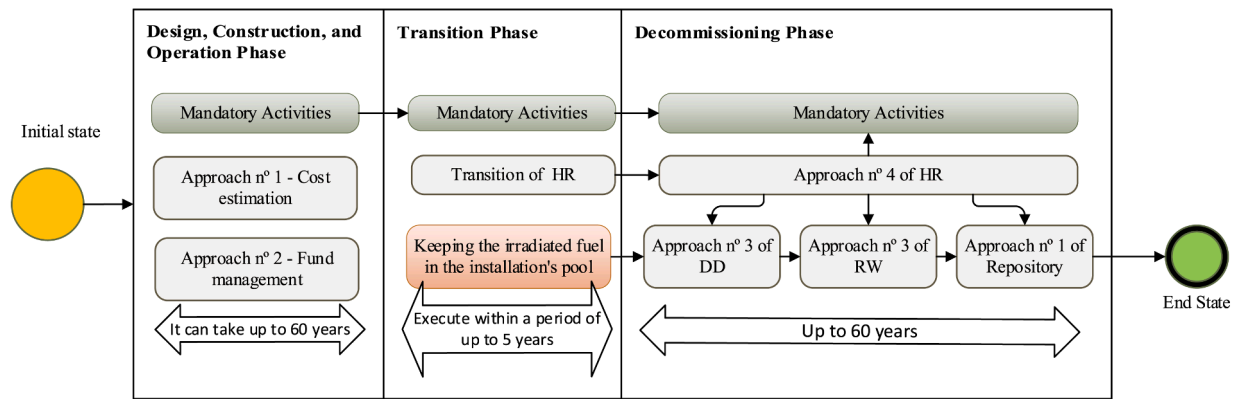 Initial state
Design, Construction, and
Operation Phase
Mandatory Activities
Approach nº 1 - Cost
estimation
Approach nº 2 - Fund
management
It can take up to 60 years
Transition Phase
Mandatory Activities
Transition of HR
Keeping the irradiated fuel
in the installation's pool
Execute within a period of
up to 5 years
Decommissioning Phase
Mandatory Activities
Approach nº 4 of HR
Approach nº 3 of
DD
Approach nº 3 of
RW
Approach nº 1 of
Repository
Up to 60 years
End State